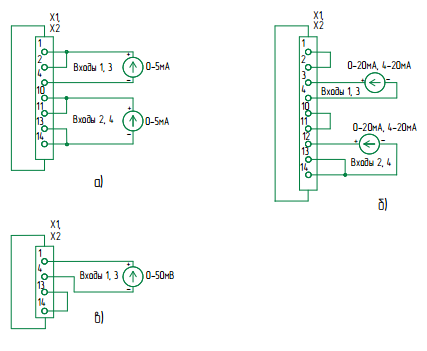 X1,
X2
1
2
4
10
11
13
14
+
Входы 1, 3
0-5мА
-
+
Входы 2, 4
0-5мА
-
а)
X1,
X2
1
2
3
4
10
11
12
13
14
0-20мА, 4-20мА
+ -
Входы 1, 3
0-20мА, 4-20мА
+ -
Входы 2, 4
б)
X1,
X2
1
4
13
14
+
Входы 1, 3
0-50мВ
-
в)